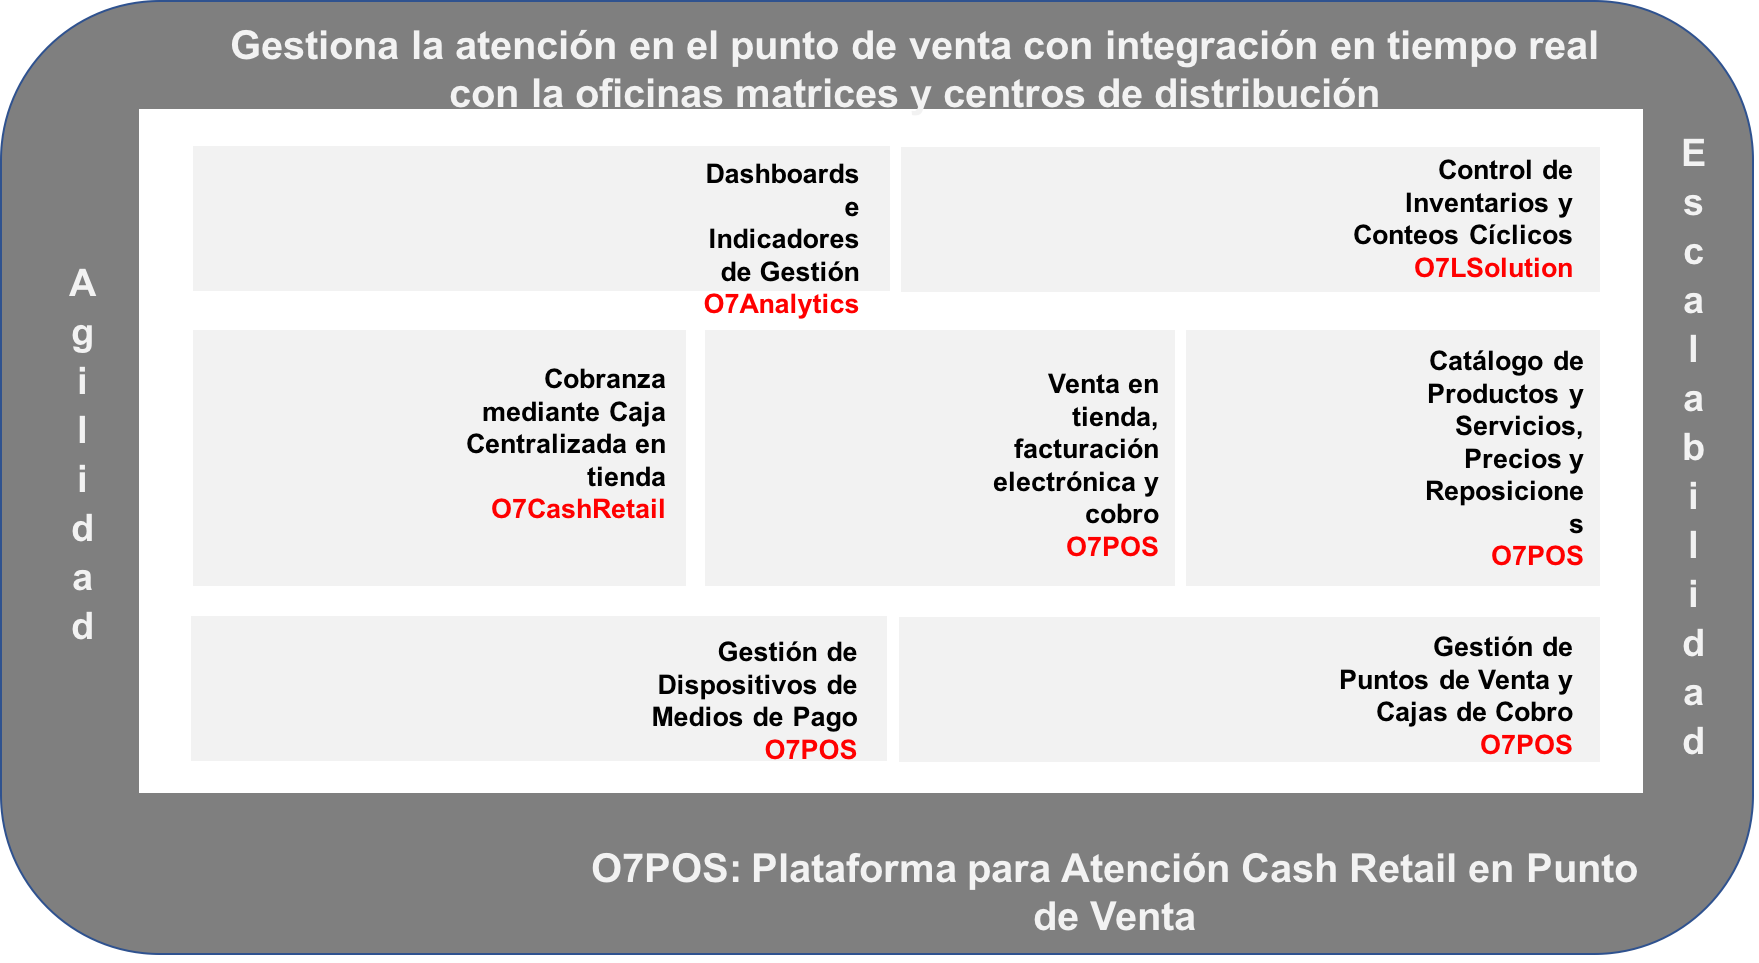 Gestiona la atención en el punto de venta con integración en tiempo real
con la oficinas matrices y centros de distribución
Agilidad
Dashboards
e
Indicadores
de Gestión
O7Analytics
Control de
Inventarios y
Conteos Cíclicos
O7LSolution
Cobranza
mediante Caja
Centralizada en
tienda
O7CashRetail
Venta en
tienda,
facturación
electrónica y
cobro
O7POS
Catálogo de
Productos y
Servicios,
Precios y
Reposicione
s
O7POS
Gestión de
Dispositivos de
Medios de Pago
O7POS
Gestión de
Puntos de Venta y
Cajas de Cobro
O7POS
Escalabilidad
O7POS: Plataforma para Atención Cash Retail en Punto
de Venta